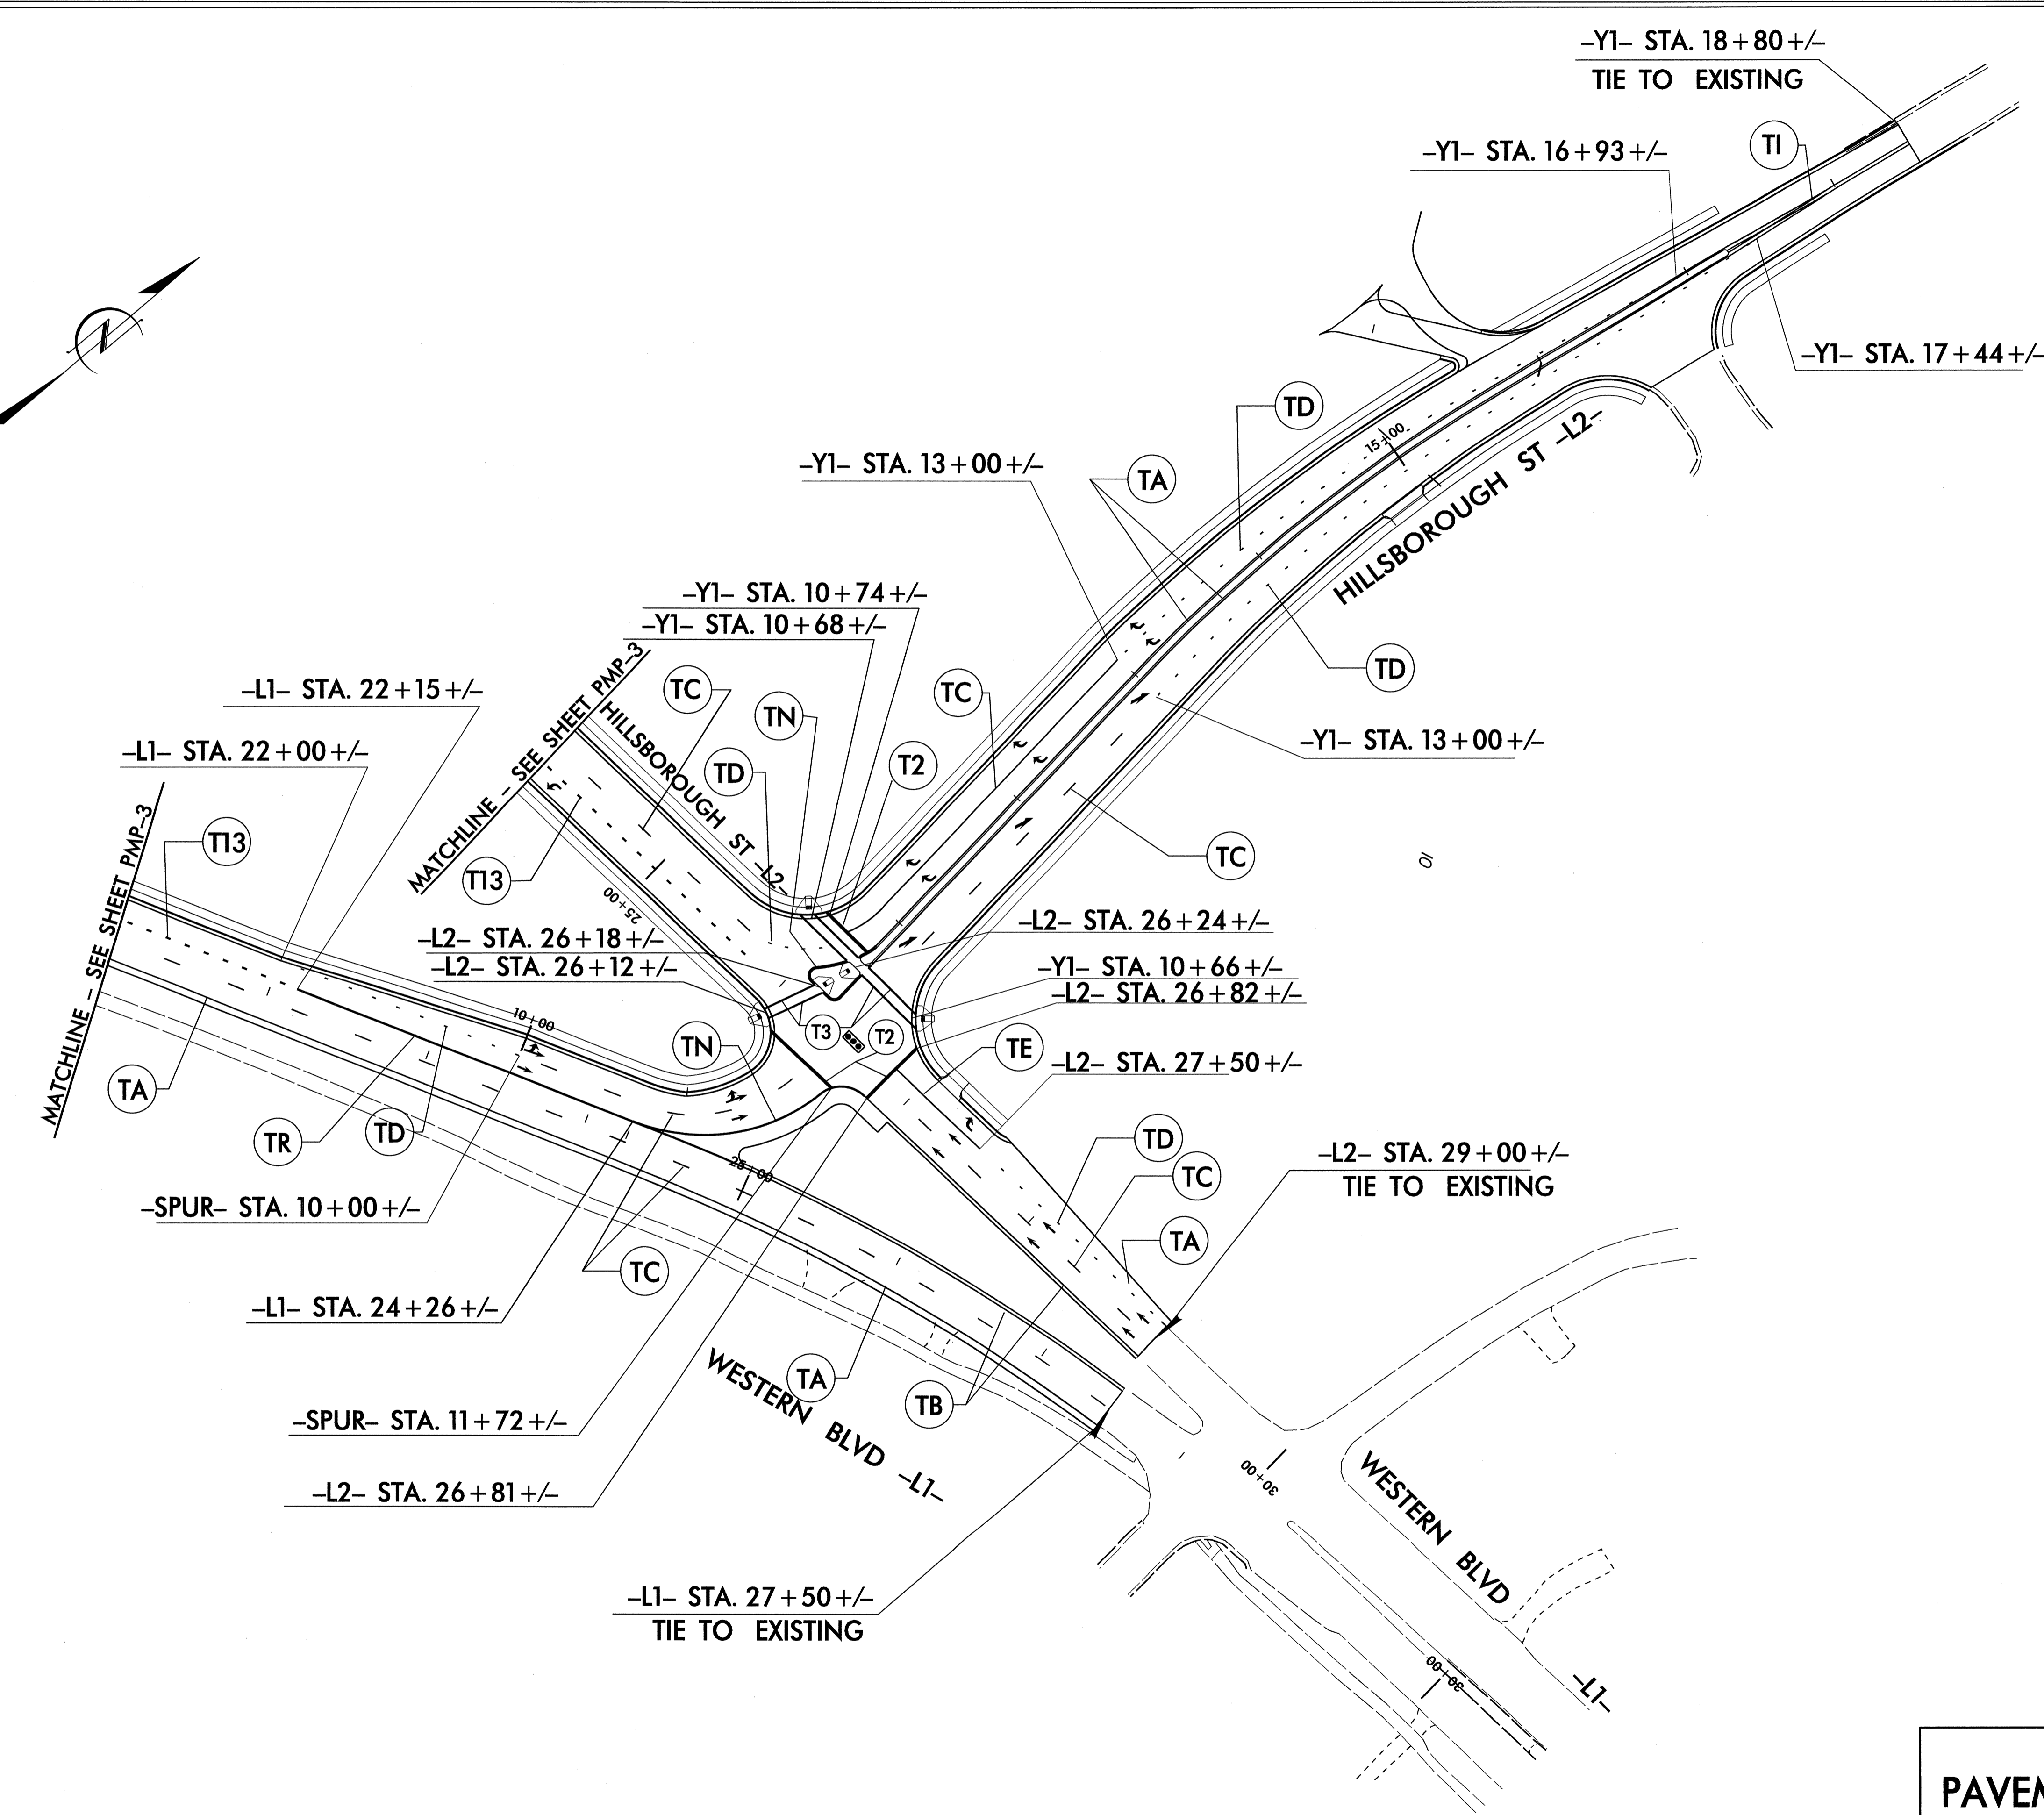 –Y1– STA. 18+80 +/–
TIE TO EXISTING
–Y1– STA. 16+93 +/–
TI
–Y1– STA. 17+44 +/–
TD
15+00
HILLSBOROUGH ST –L2–
–Y1– STA. 13+00 +/–
TA
–Y1– STA. 10+74 +/–
–Y1– STA. 10+68 +/–
TD
MATCHLINE – SEE SHEET PMP–3
HILLSBOROUGH ST –L2–
TC
TN
TC
–L1– STA. 22+15 +/–
–L1– STA. 22+00 +/–
TD
T2
–Y1– STA. 13+00 +/–
MATCHLINE – SEE SHEET PMP–3
T13
T13
TC
10
25+00
–L2– STA. 26+24 +/–
–L2– STA. 26+18 +/–
–L2– STA. 26+12 +/–
–Y1– STA. 10+66 +/–
–L2– STA. 26+82 +/–
10+00
T3
T2
TN
TE
–L2– STA. 27+50 +/–
TA
TR
TD
TD
TC
25+00
–L2– STA. 29+00 +/–
TIE TO EXISTING
–SPUR– STA. 10+00 +/–
TA
TC
–L1– STA. 24+26 +/–
TA
TB
WESTERN BLVD –L1–
–SPUR– STA. 11+72 +/–
–L2– STA. 26+81 +/–
30+00
WESTERN BLVD
–L1– STA. 27+50 +/–
TIE TO EXISTING
30+00
–L1–